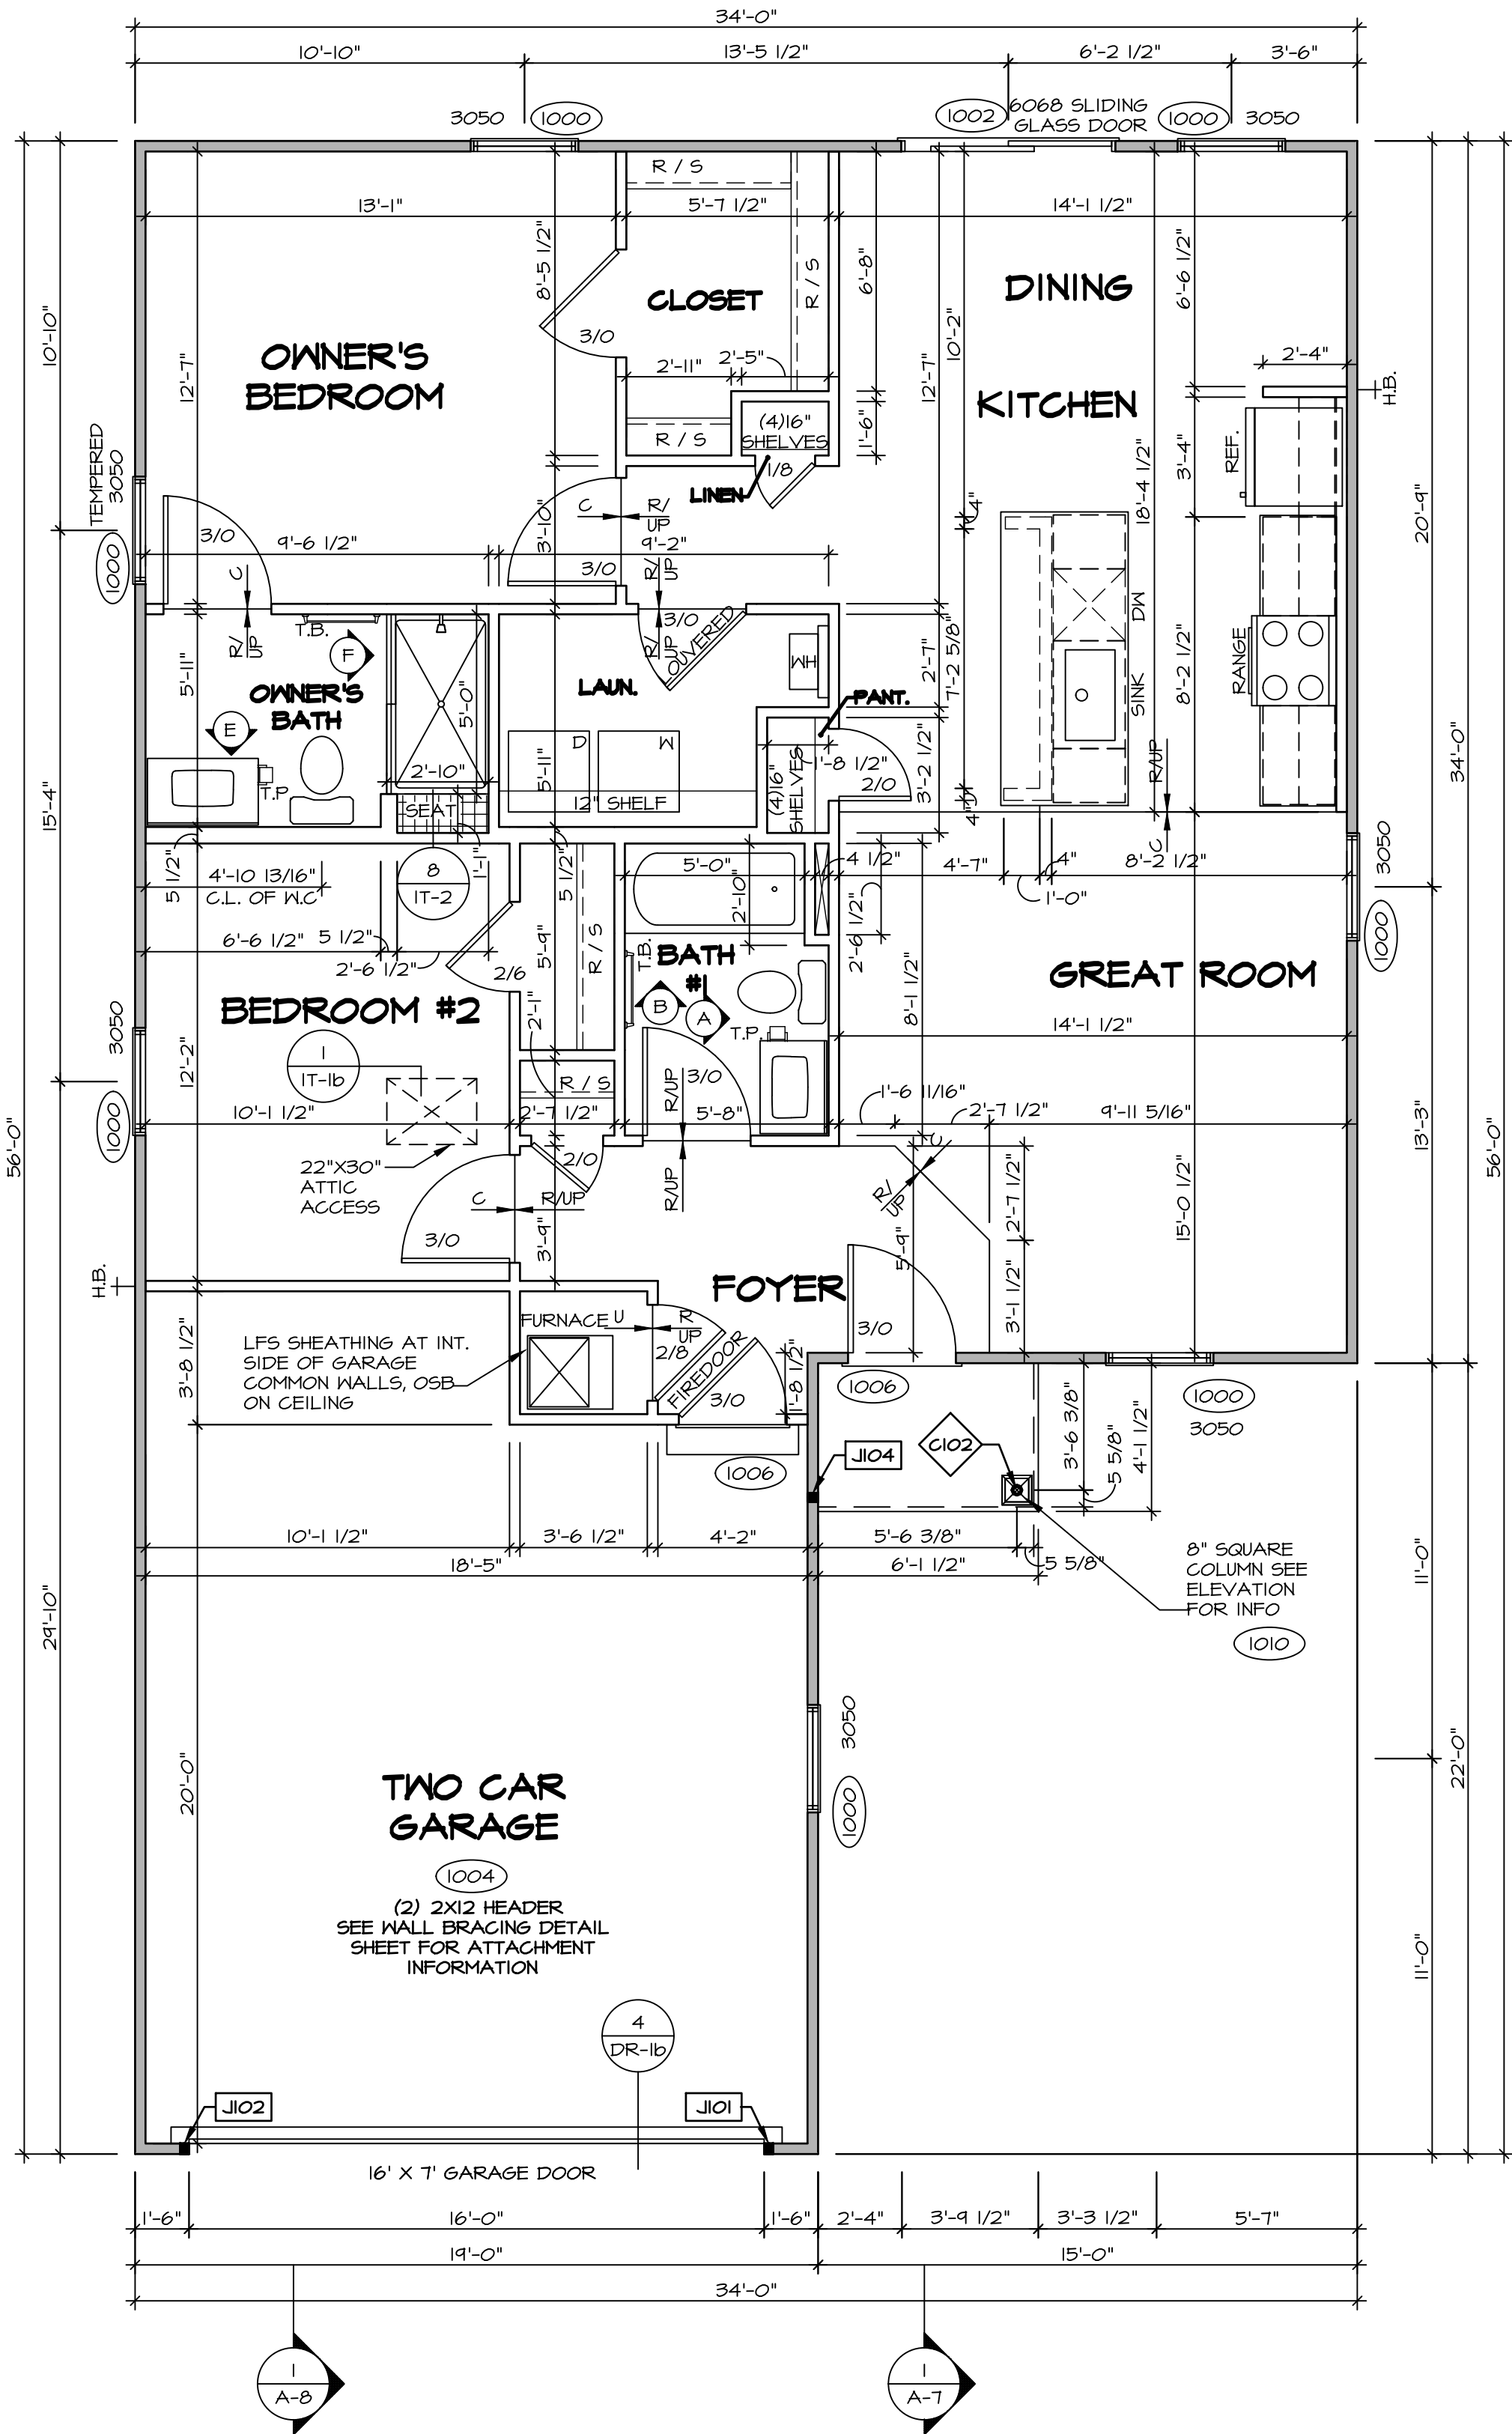 34'-0"
10'-10"
13'-5 1/2"
6'-2 1/2"
3'-6"
3050
1000
1002
6068 SLIDING
GLASS DOOR
1000
3050
R / S
13'-1"
5'-7 1/2"
14'-1 1/2"
8'-5 1/2"
R / S
6'-8"
6'-6 1/2"
DINING
CLOSET
10'-10"
12'-7"
OWNER'S
BEDROOM
3/0
2'-11"
2'-5"
12'-7"
10'-2"
2'-4"
H.B.
KITCHEN
(4)16"
SHELVES
R / S
1'-6"
1/8
LINEN
18'-4 1/2"
3'-4"
REF.
TEMPERED
3050
1000
3/0
C
R/
UP
3'-10"
4"
20'-9"
9'-6 1/2"
9'-2"
3/0
R/
UP
C
R/
UP
T.B.
F
3/0
LOUVERED
R/
UP
WH
2'-7"
7'-2 5/8"
DW
RANGE
5'-11"
OWNER'S
BATH
LAUN.
PANT.
5'-0"
SINK
8'-2 1/2"
E
34'-0"
T.P.
2'-10"
D
W
5'-11"
1'-8 1/2"
2/0
3'-2 1/2"
R/UP
15'-4"
SEAT
12" SHELF
(4)16"
SHELVES
4"
C
5 1/2"
4'-10 13/16"
C.L. OF W.C
8
1T-2
1'-1"
5 1/2"
5'-0"
2'-10"
4 1/2"
4'-7"
4"
1'-0"
8'-2 1/2"
3050
1000
6'-6 1/2"
5 1/2"
2'-6 1/2"
2/6
5'-9"
R / S
T.B.
BATH
#1
2'-6 1/2"
8'-1 1/2"
GREAT ROOM
3050
1000
BEDROOM #2
2'-1"
B
A
T.P.
14'-1 1/2"
1
1T-1b
12'-2"
56'-0"
10'-1 1/2"
R / S
2'-7 1/2"
R/UP
3/0
5'-8"
1'-6 11/16"
2'-7 1/2"
9'-11 5/16"
13'-3"
56'-0"
22"X30"
ATTIC
ACCESS
2/0
R/UP
C
R/
UP
C
R/UP
3'-9"
5'-9"
2'-7 1/2"
15'-0 1/2"
3/0
H.B.
FOYER
3'-1 1/2"
FURNACE
U
R
UP
2/8
FIREDOOR
3/0
3/0
1'-8 1/2"
LFS SHEATHING AT INT.
SIDE OF GARAGE
COMMON WALLS, OSB
ON CEILING
3'-8 1/2"
1006
1000
3050
1006
J104
C102
3'-6 3/8"
5 5/8"
4'-1 1/2"
10'-1 1/2"
3'-6 1/2"
4'-2"
5'-6 3/8"
18'-5"
6'-1 1/2"
5 5/8"
8" SQUARE
COLUMN SEE
ELEVATION
FOR INFO
1010
11'-0"
29'-10"
20'-0"
3050
1000
22'-0"
TWO CAR
GARAGE
1004
(2) 2X12 HEADER
SEE WALL BRACING DETAIL
SHEET FOR ATTACHMENT
INFORMATION
11'-0"
4
DR-1b
J102
J101
16' X 7' GARAGE DOOR
1'-6"
16'-0"
1'-6"
2'-4"
3'-9 1/2"
3'-3 1/2"
5'-7"
19'-0"
15'-0"
34'-0"
1
A-8
1
A-7